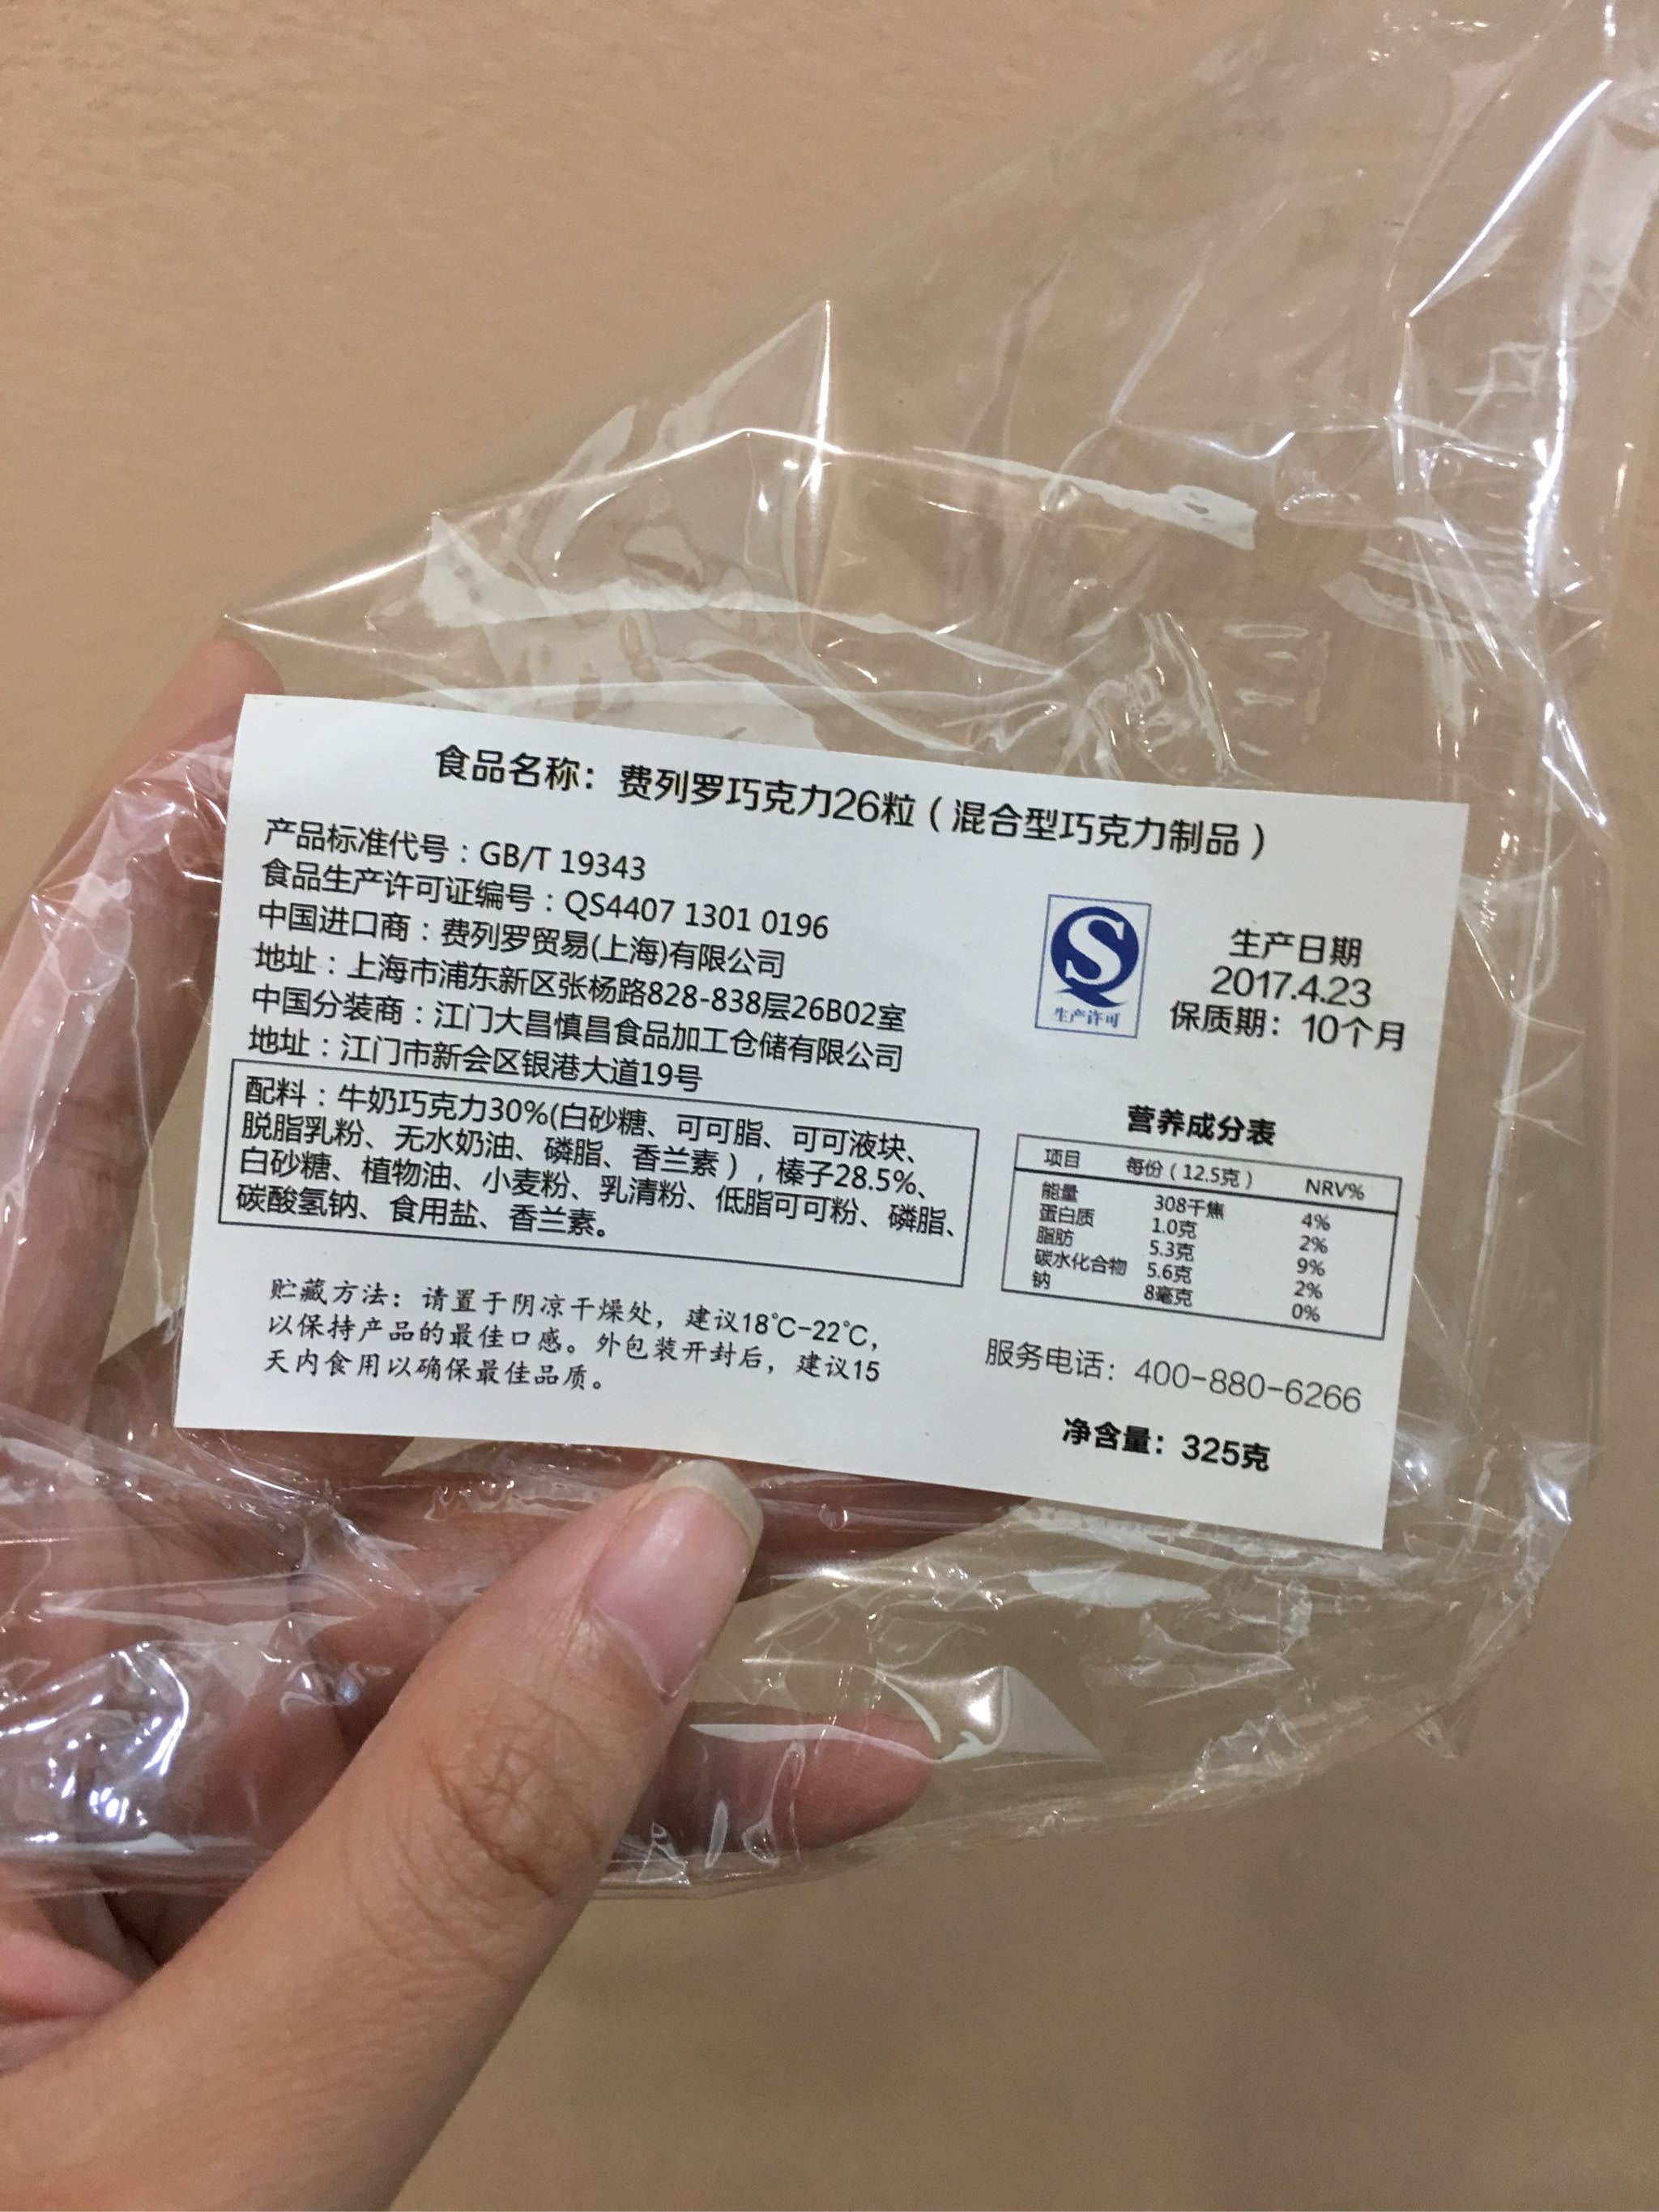 食品名称：费列罗巧克力26粒（混合型巧克力制品）
产品标准代号：GB/T 19343
食品生产许可证编号：QS4407 1301 0196
中国进口商：费列罗贸易(上海)有限公司
地址：上海市浦东新区张杨路828-838层26B02室
中国分装商：江门大昌慎昌食品加工仓储有限公司
地址：江门市新会区银港大道19号
配料：牛奶巧克力30%(白砂糖、可可脂、可可液块、
脱脂乳粉、无水奶油、磷脂、香兰素），榛子28.5%、
白砂糖、植物油、小麦粉、乳清粉、低脂可可粉、磷脂、
碳酸氢钠、食用盐、香兰素。
贮藏方法：请置于阴凉干燥处，建议18℃-22℃，
以保持产品的最佳口感。外包装开封后，建议15
天内食用以确保最佳品质。
生产许可
生产日期
2017.4.23
保质期：10个月
营养成分表
项目 每份（12.5克） NRV%
能量 308千焦 4%
蛋白质 1.0克 2%
脂肪 5.3克 9%
碳水化合物 5.6克 2%
钠 8毫克 0%
服务电话：400-880-6266
净含量：325克